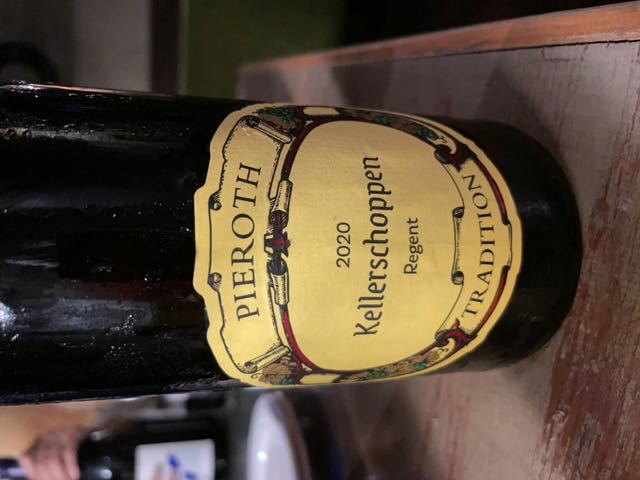 PIEROTH
2020
Kellerschoppen
Regent
TRADITION